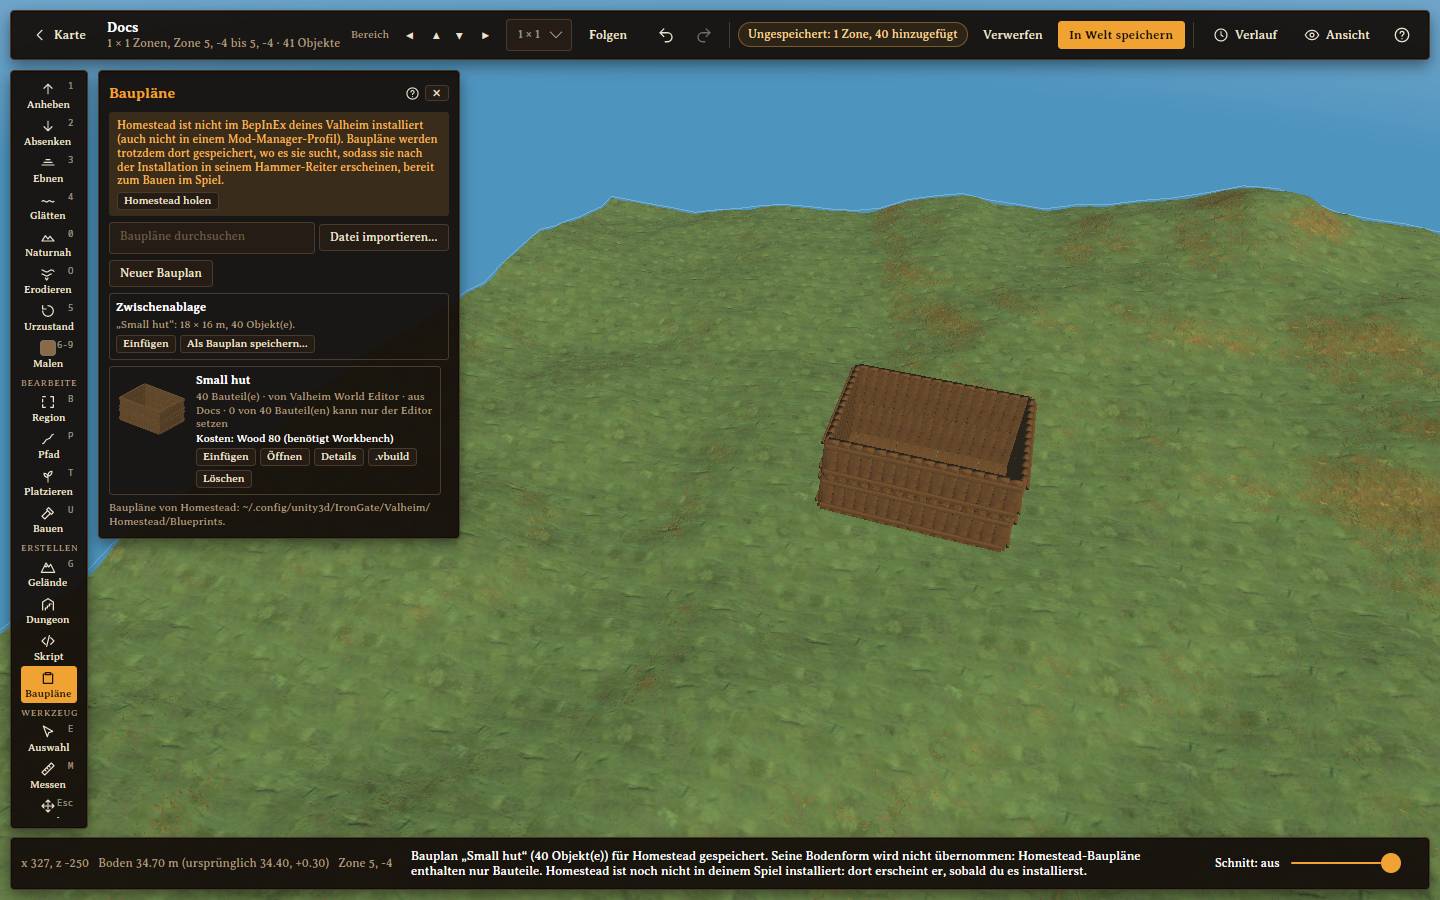 Karte
Docs
1 × 1 Zonen, Zone 5, -4 bis 5, -4 · 41 Objekte
Bereich
1 × 1
Folgen
Ungespeichert: 1 Zone, 40 hinzugefügt
Verwerfen
In Welt speichern
Verlauf
Ansicht
1
Anheben
2
Absenken
3
Ebnen
4
Glätten
0
Naturnah
O
Erodieren
5
Urzustand
6-9
Malen
BEARBEITE
B
Region
P
Pfad
T
Platzieren
U
Bauen
ERSTELLEN
G
Gelände
Dungeon
Skript
Baupläne
WERKZEUG
E
Auswahl
M
Messen
Esc
Baupläne
Homestead ist nicht im BepInEx deines Valheim installiert
(auch nicht in einem Mod-Manager-Profil). Baupläne werden
trotzdem dort gespeichert, wo es sie sucht, sodass sie nach
der Installation in seinem Hammer-Reiter erscheinen, bereit
zum Bauen im Spiel.
Homestead holen
Baupläne durchsuchen
Datei importieren...
Neuer Bauplan
Zwischenablage
„Small hut“: 18 × 16 m, 40 Objekt(e).
Einfügen
Als Bauplan speichern...
Small hut
40 Bauteil(e) · von Valheim World Editor · aus
Docs · 0 von 40 Bauteil(en) kann nur der Editor
setzen
Kosten: Wood 80 (benötigt Workbench)
Einfügen
Öffnen
Details
.vbuild
Löschen
Baupläne von Homestead: ~/.config/unity3d/IronGate/Valheim/
Homestead/Blueprints.
x 327, z -250
Boden 34.70 m (ursprünglich 34.40, +0.30)
Zone 5, -4
Bauplan „Small hut“ (40 Objekt(e)) für Homestead gespeichert. Seine Bodenform wird nicht übernommen: Homestead-Baupläne
enthalten nur Bauteile. Homestead ist noch nicht in deinem Spiel installiert: dort erscheint er, sobald du es installierst.
Schnitt: aus